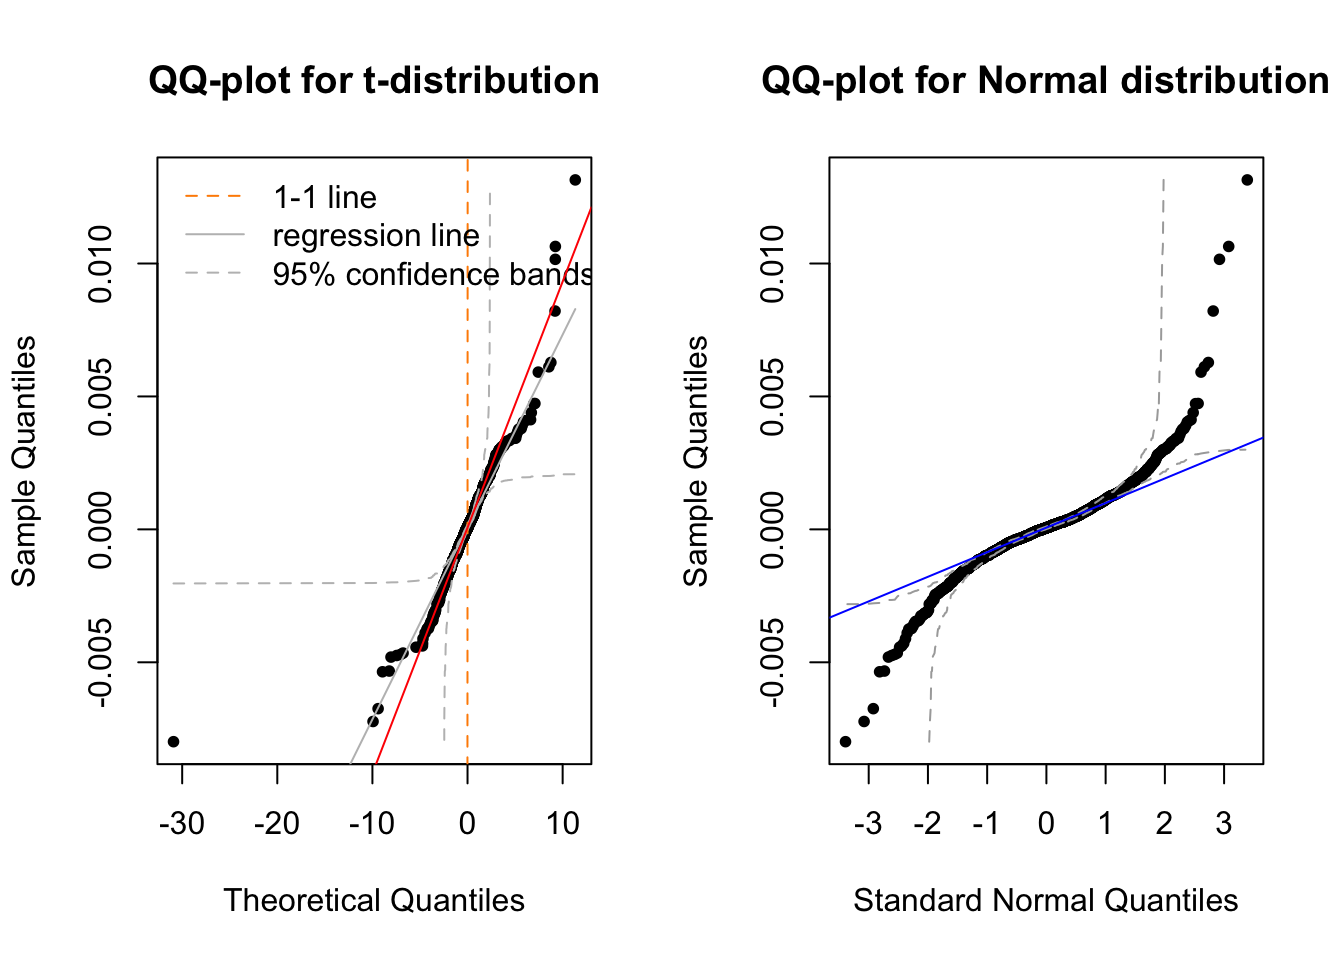 QQ-plot for t-distribution
1-1 line
regression line
95% confidence bands
0.010
0.005
0.000
-0.005
Sample Quantiles
-30 -20 -10 0 10
Theoretical Quantiles
QQ-plot for Normal distribution
0.010
0.005
0.000
-0.005
Sample Quantiles
-3 -2 -1 0 1 2 3
Standard Normal Quantiles